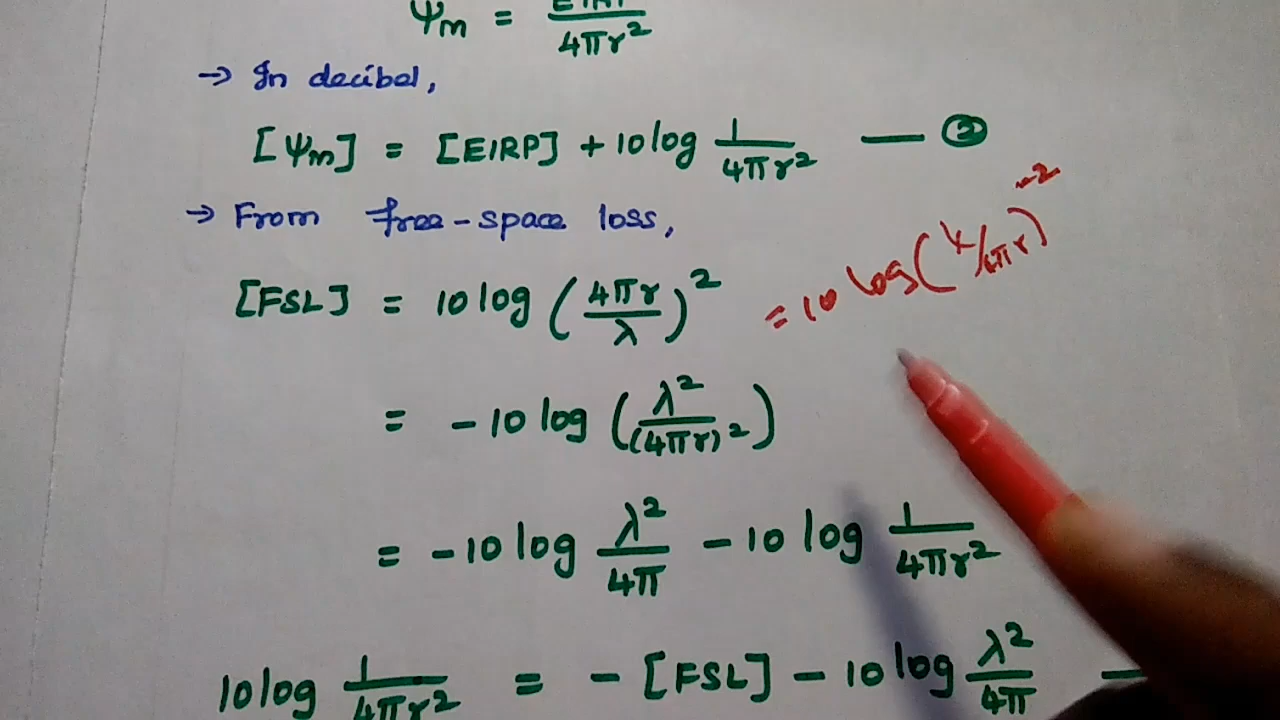 Ψm = EIRP / 4πr²
→ In decibel,
[Ψm] = [EIRP] + 10 log 1 / 4πr² — ②
→ From free-space loss,
[FSL] = 10 log (4πr / λ)² = 10 log (λ/4πr)⁻²
= -10 log (λ² / (4πr)²)
= -10 log λ² / 4π - 10 log 1 / 4πr²
10 log 1 / 4πr² = - [FSL] - 10 log λ² / 4π —